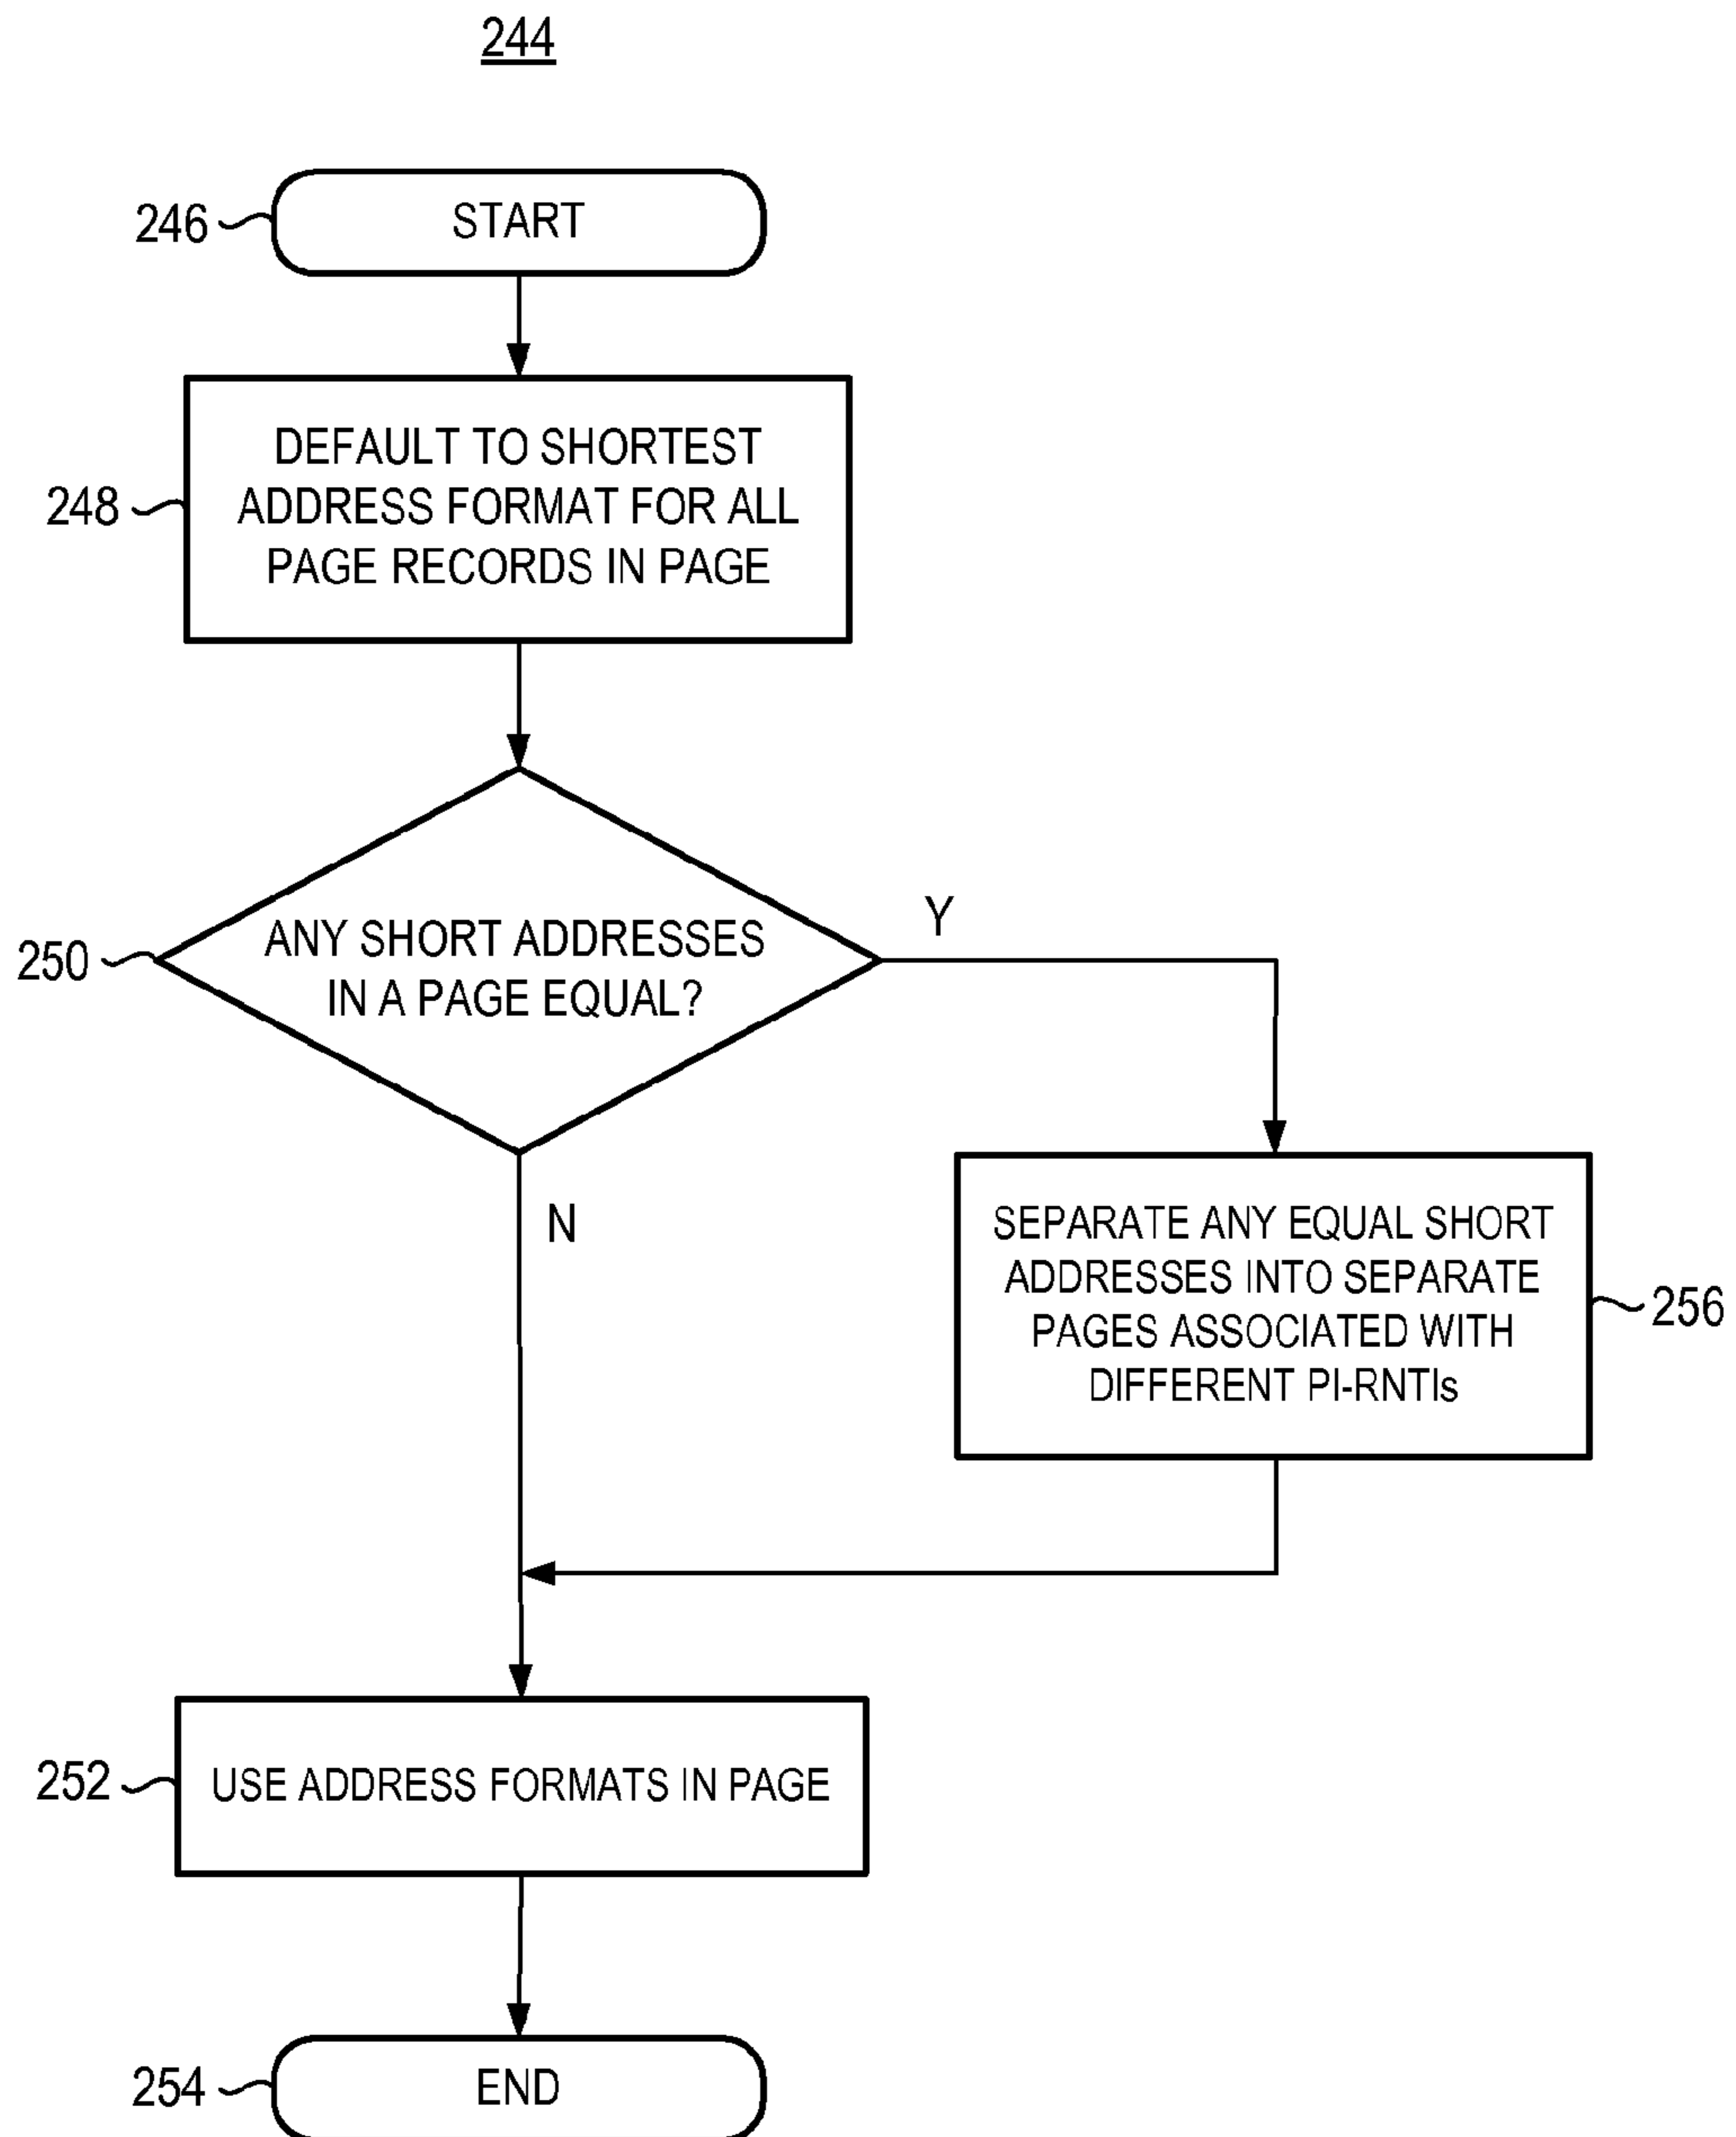 244
246
START
248
DEFAULT TO SHORTEST
ADDRESS FORMAT FOR ALL
PAGE RECORDS IN PAGE
250
ANY SHORT ADDRESSES
IN A PAGE EQUAL?
Y
N
SEPARATE ANY EQUAL SHORT
ADDRESSES INTO SEPARATE
PAGES ASSOCIATED WITH
DIFFERENT PI-RNTIs
256
252
USE ADDRESS FORMATS IN PAGE
254
END